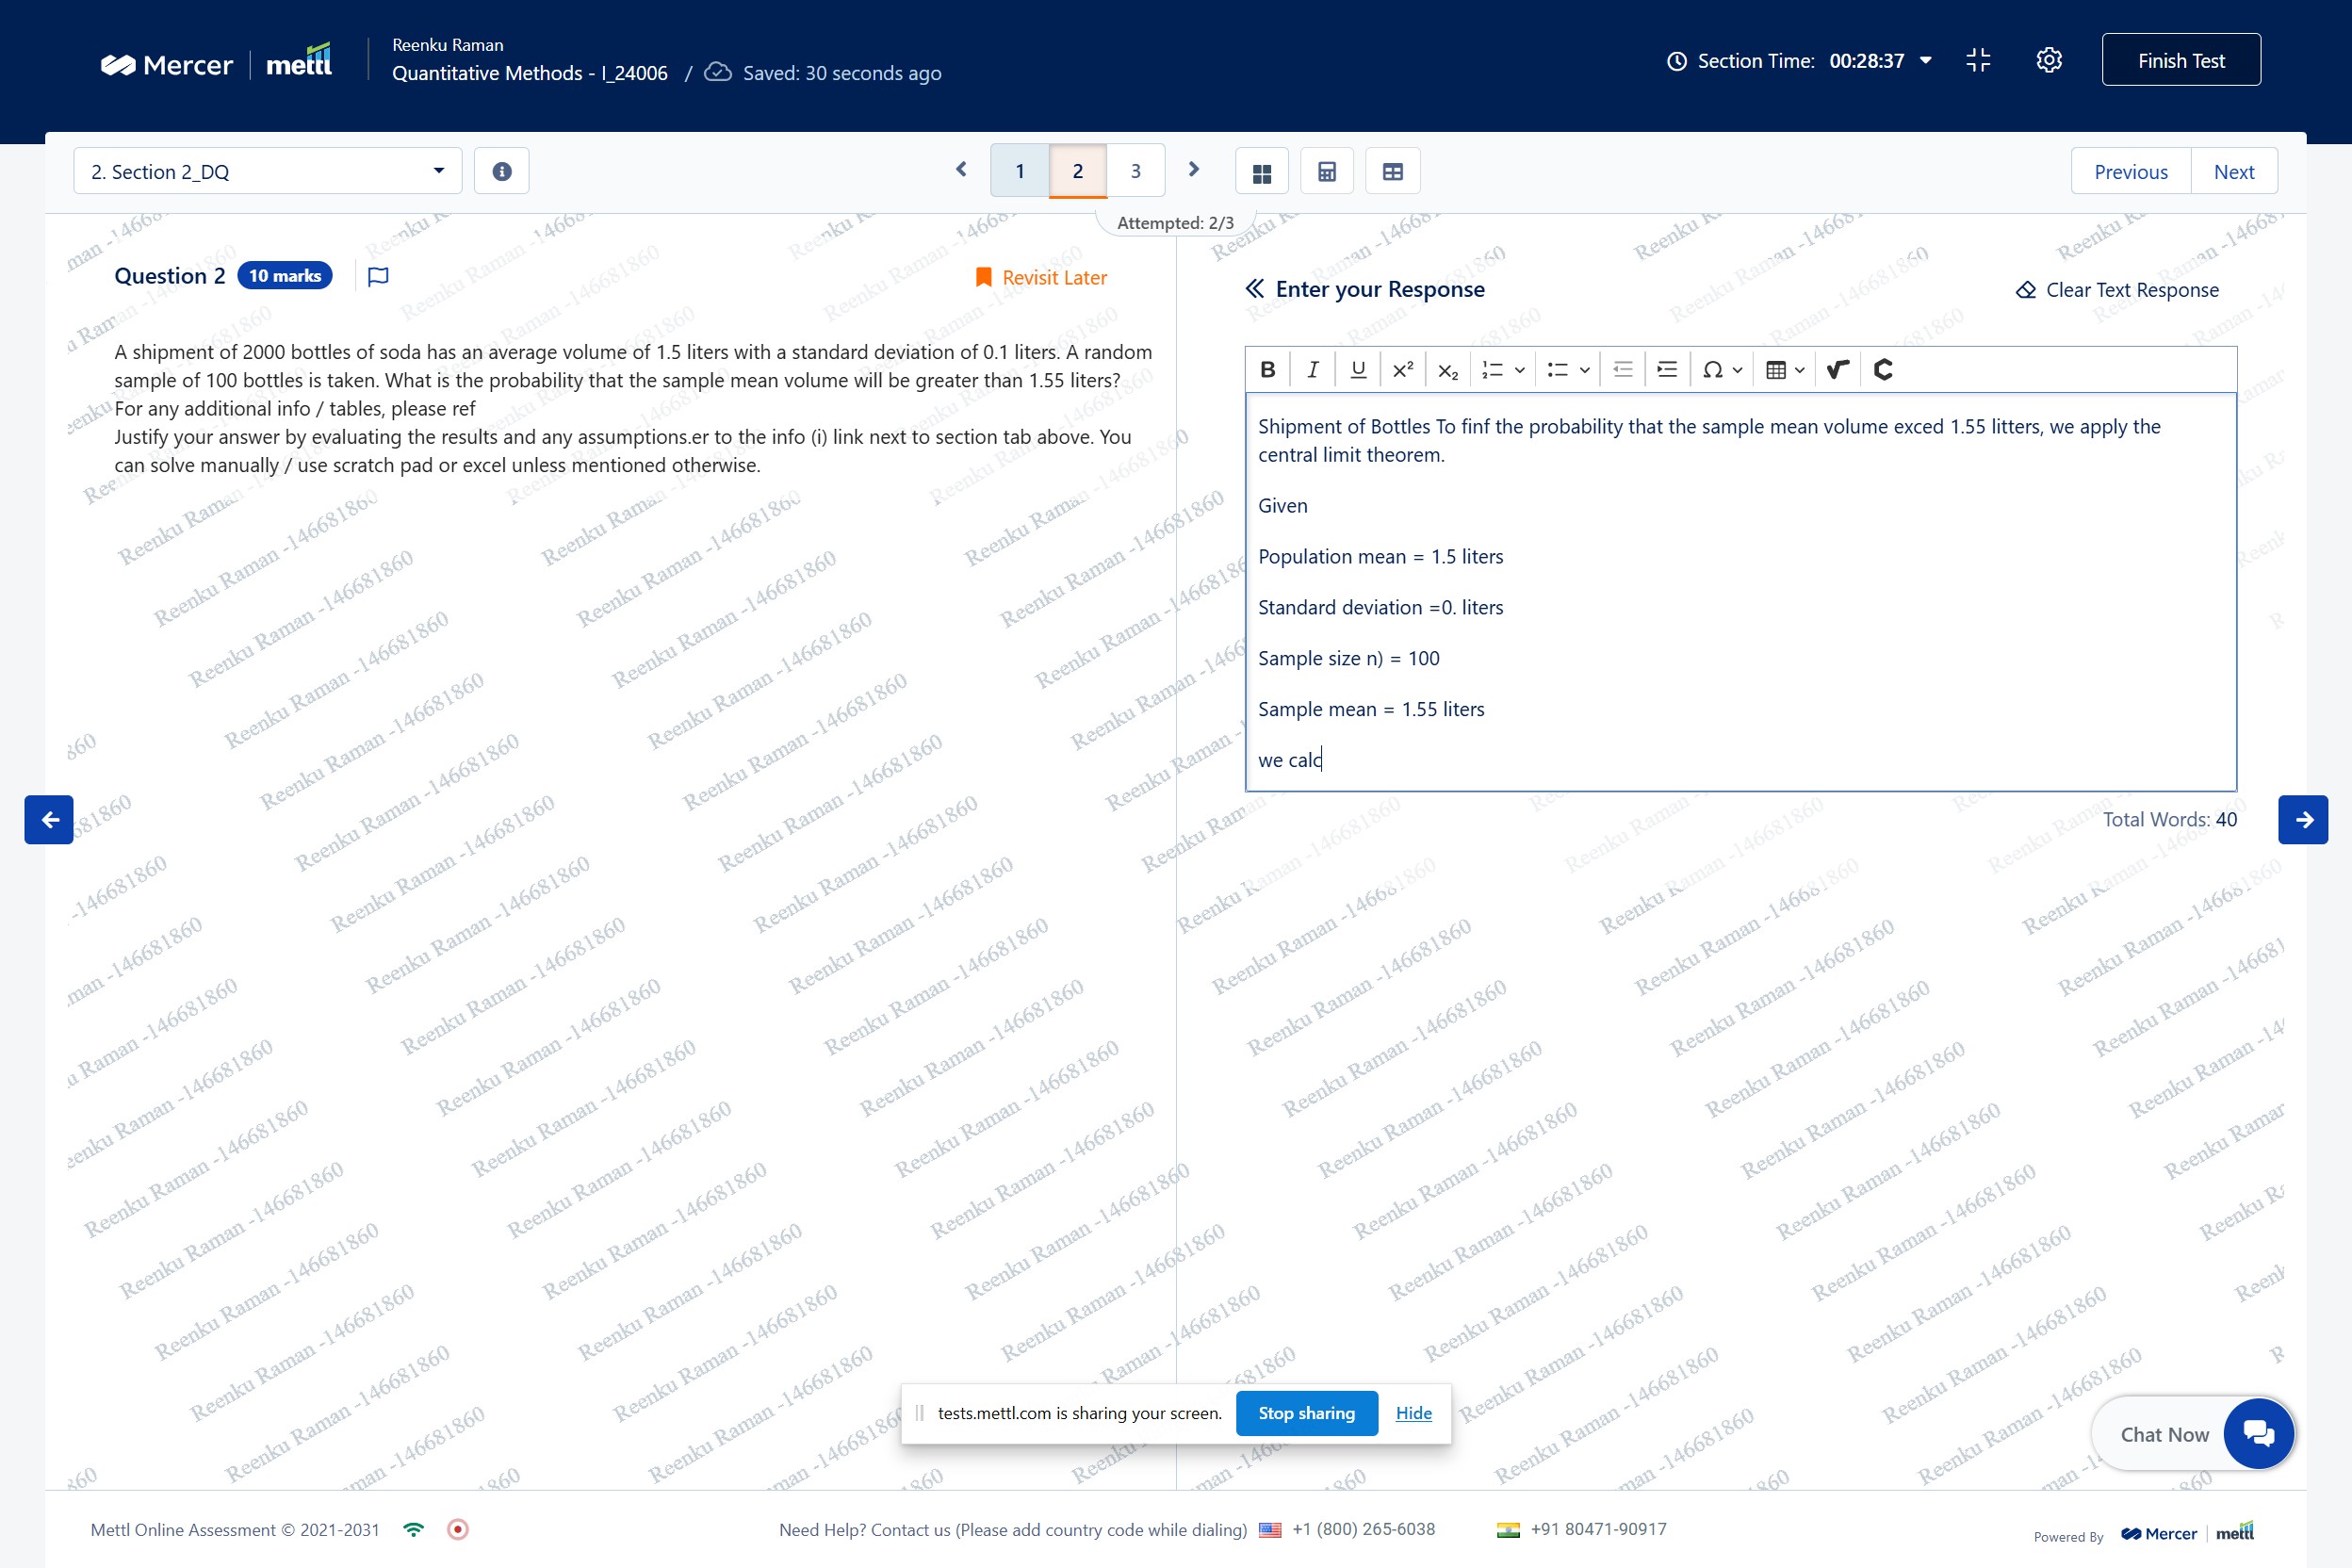 Mercer | mettl
Reenku Raman
Quantitative Methods - I_24006 / Saved: 30 seconds ago
Section Time: 00:28:37
Finish Test
2. Section 2_DQ
1 2 3
Previous Next
Attempted: 2/3
Question 2 10 marks
Revisit Later
A shipment of 2000 bottles of soda has an average volume of 1.5 liters with a standard deviation of 0.1 liters. A random
sample of 100 bottles is taken. What is the probability that the sample mean volume will be greater than 1.55 liters?
For any additional info / tables, please ref
Justify your answer by evaluating the results and any assumptions.er to the info (i) link next to section tab above. You
can solve manually / use scratch pad or excel unless mentioned otherwise.
Enter your Response
Clear Text Response
Shipment of Bottles To finf the probability that the sample mean volume exced 1.55 litters, we apply the
central limit theorem.
Given
Population mean = 1.5 liters
Standard deviation =0. liters
Sample size n) = 100
Sample mean = 1.55 liters
we calc
Total Words: 40
Reenku Raman -146681860
tests.mettl.com is sharing your screen. Stop sharing Hide
Chat Now
Mettl Online Assessment © 2021-2031
Need Help? Contact us (Please add country code while dialing) +1 (800) 265-6038 +91 80471-90917
Powered By Mercer | mettl